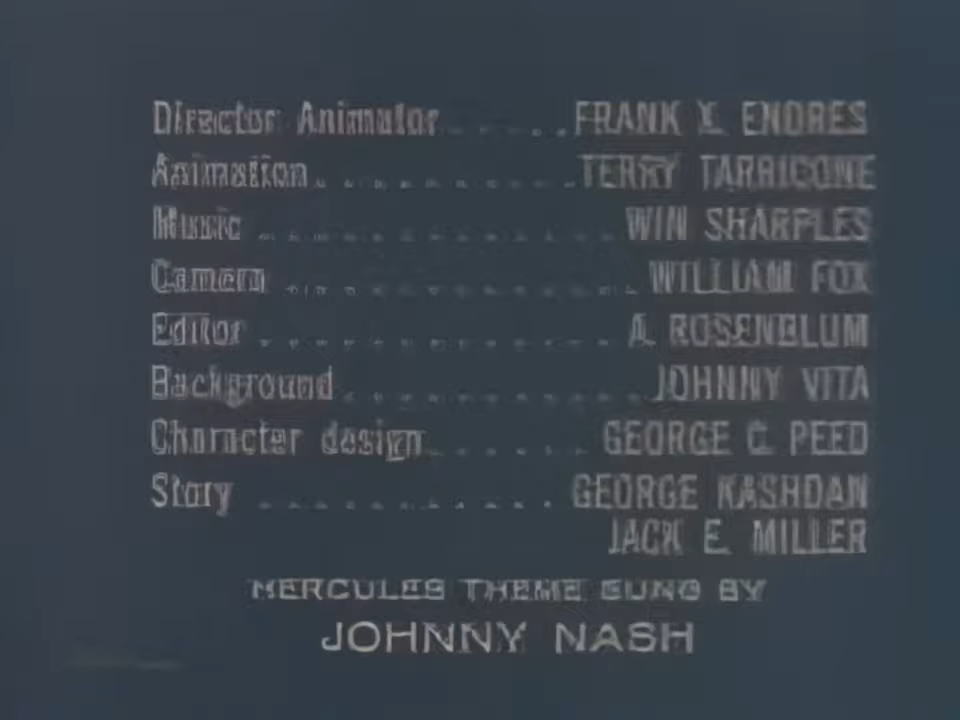 Director Animator......FRANK X. ENDRES
Animation..........TERRY TARRICONE
Music.............WIN SHARPLES
Camera.............WILLIAM FOX
Editor.............A. ROSENBLUM
Background...........JOHNNY VITA
Character design......GEORGE C. PEED
Story...........GEORGE KASHDAN
JACK E. MILLER
HERCULES THEME SUNG BY
JOHNNY NASH